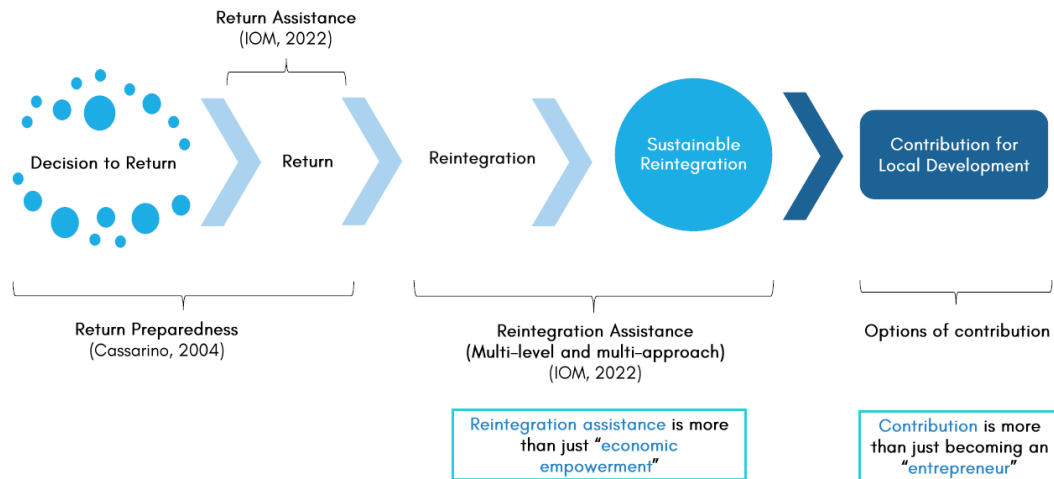 Return Assistance
(IOM, 2022)
Decision to Return
Return
Reintegration
Sustainable
Reintegration
Contribution for
Local Development
Return Preparedness
(Cassarino, 2004)
Reintegration Assistance
(Multi-level and multi-approach)
(IOM, 2022)
Options of contribution
Reintegration assistance is more
than just “economic
empowerment”
Contribution is more
than just becoming an
“entrepreneur”